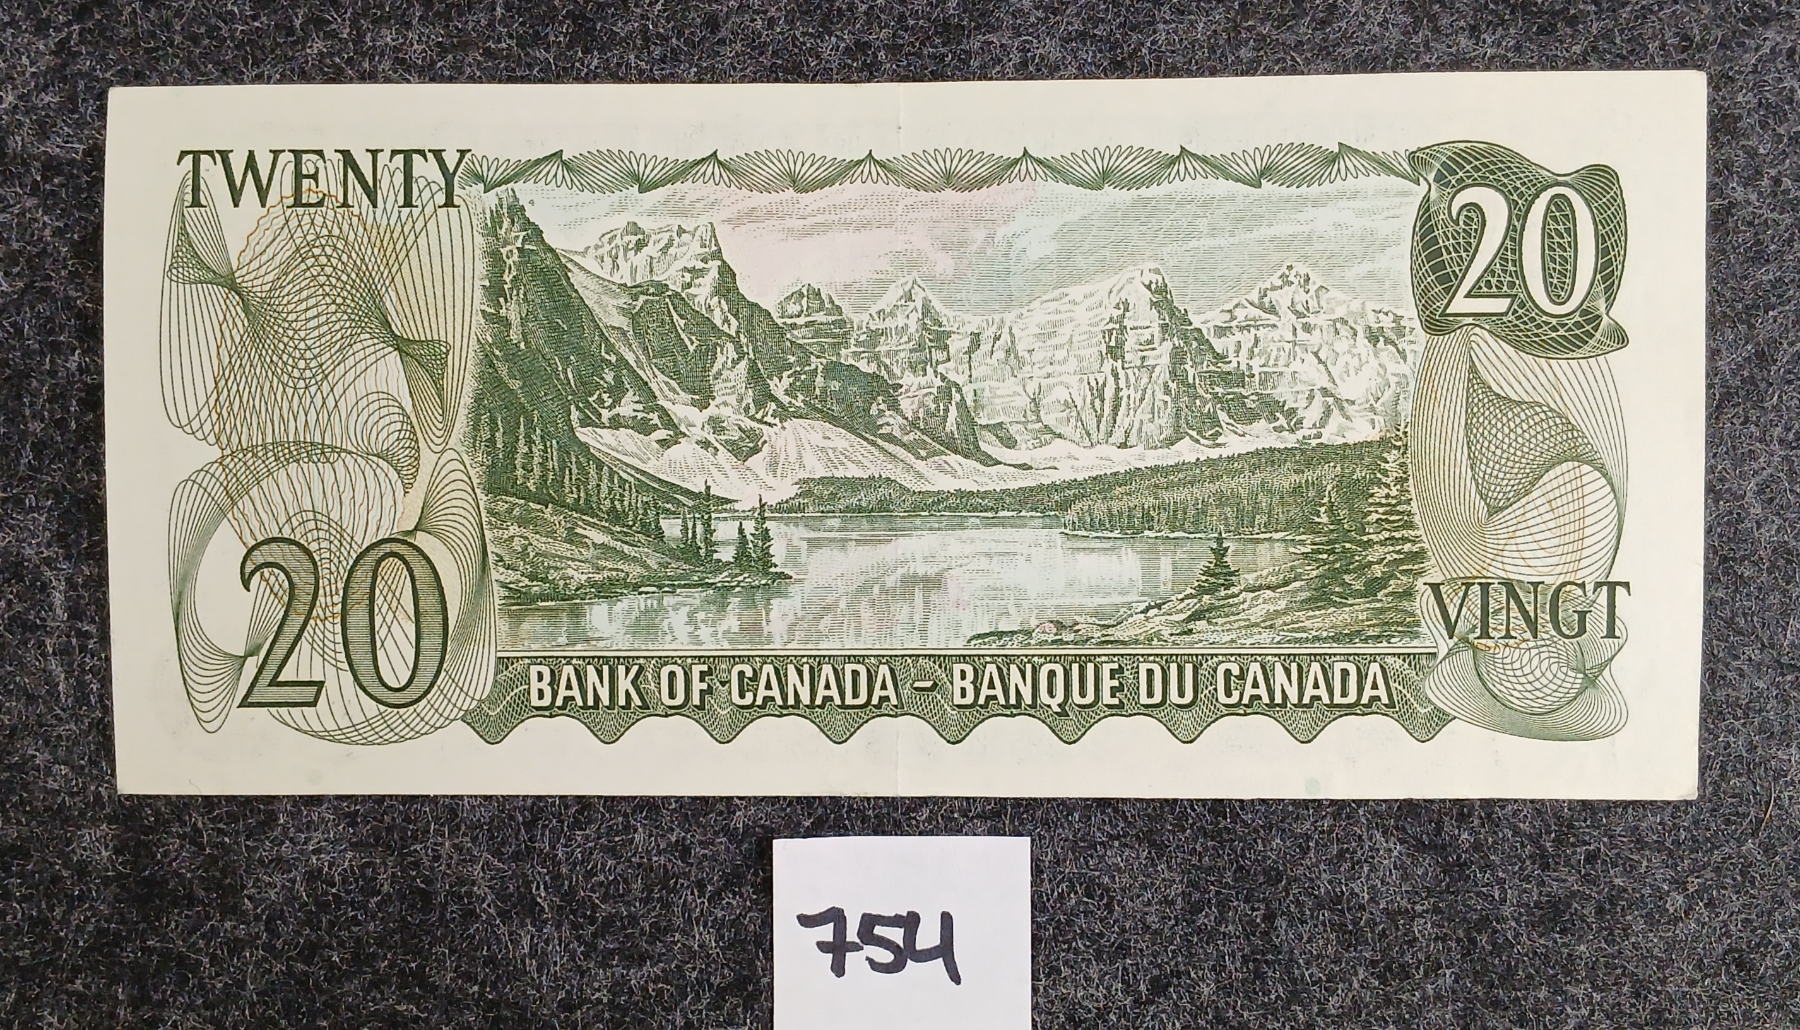 TWENTY
20
20
VINGT
BANK OF CANADA - BANQUE DU CANADA
754